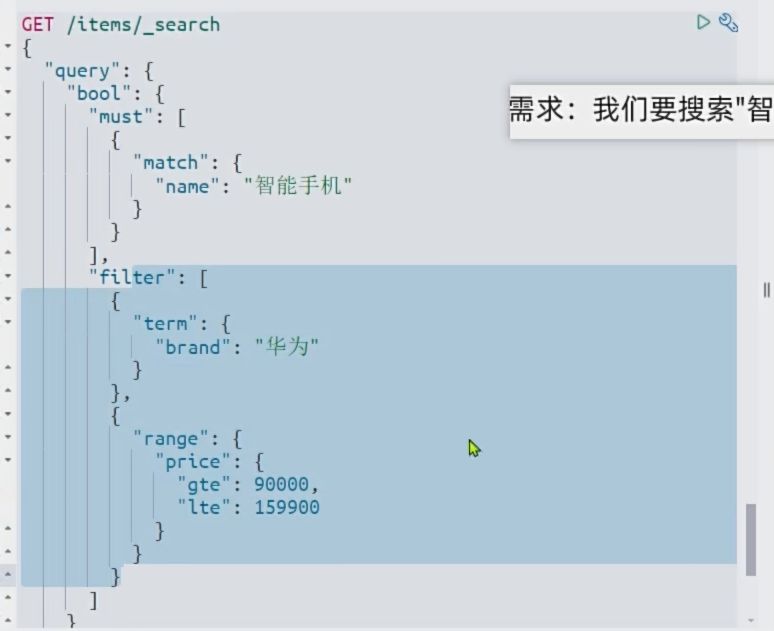 GET /items/_search
{
  "query": {
    "bool": {
      "must": [
        {
          "match": {
            "name": "智能手机"
          }
        }
      ],
      "filter": [
        {
          "term": {
            "brand": "华为"
          }
        },
        {
          "range": {
            "price": {
              "gte": 90000,
              "lte": 159900
            }
          }
        }
      ]
    }
需求：我们要搜索"智